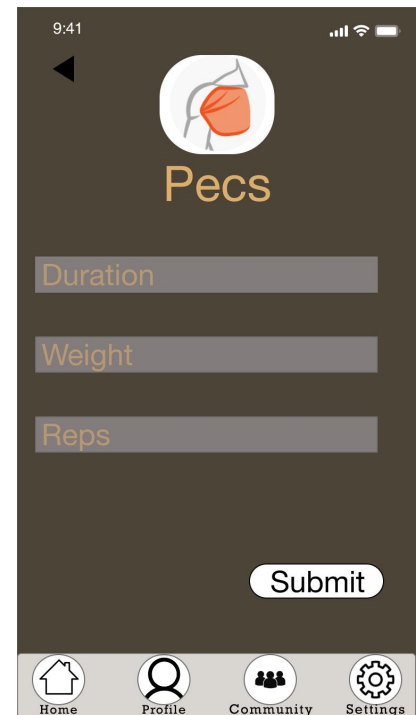 9:41
Pecs
Duration
Weight
Reps
Submit
Home Profile Community Settings